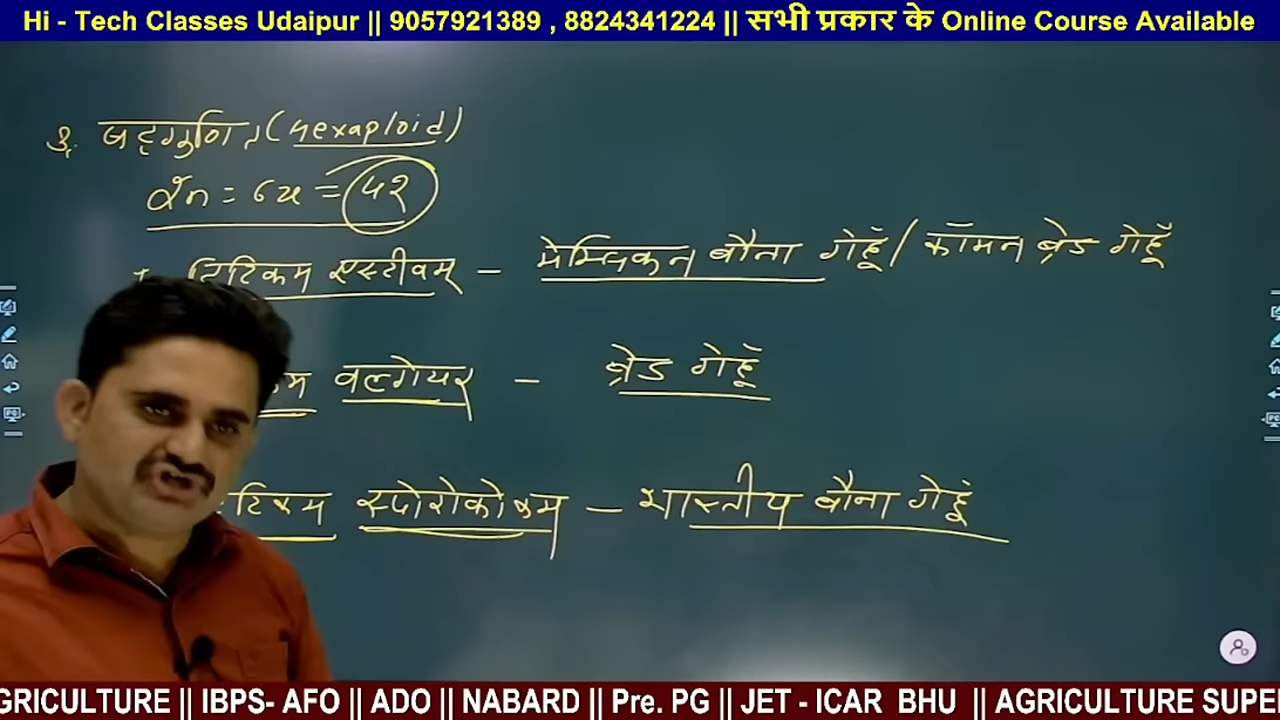 Hi - Tech Classes Udaipur || 9057921389 , 8824341224 || सभी प्रकार के Online Course Available
3. षट्गुणित (Hexaploid)
2n = 6x = 42
ट्रिटिकम एस्टीवम् – मेक्सिकन बौना गेहूँ / कॉमन ब्रेड गेहूँ
म वल्गेयर – ब्रेड गेहूँ
टिकम स्पेरोकोकम – भारतीय बौना गेहूं
GRICULTURE || IBPS- AFO || ADO || NABARD || Pre. PG || JET - ICAR BHU || AGRICULTURE SUPE